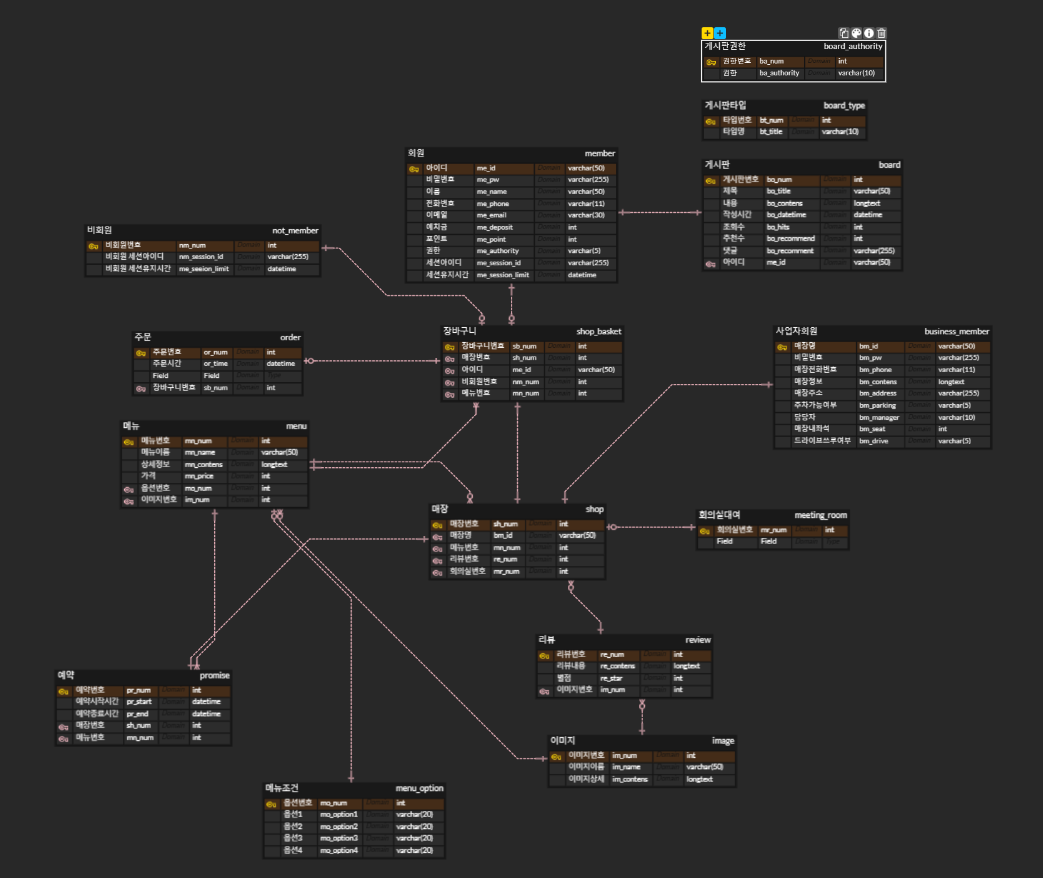 게시판권한 board_authority
권한번호 ba_num Domain int
권한 ba_authority Domain varchar(10)
게시판타입 board_type
타입번호 bt_num Domain int
타입명 bt_title Domain varchar(10)
회원 member
아이디 me_id Domain varchar(50)
비밀번호 me_pw Domain varchar(255)
이름 me_name Domain varchar(50)
전화번호 me_phone Domain varchar(11)
이메일 me_email Domain varchar(30)
예치금 me_deposit Domain int
포인트 me_point Domain int
권한 me_authority Domain varchar(5)
세션아이디 me_session_id Domain varchar(255)
세션유지시간 me_session_limit Domain datetime
게시판 board
게시판번호 bo_num Domain int
제목 bo_title Domain varchar(50)
내용 bo_contens Domain longtext
작성시간 bo_datetime Domain datetime
조회수 bo_hits Domain int
추천수 bo_recommend Domain int
댓글 bo_recomment Domain varchar(255)
아이디 me_id Domain varchar(50)
비회원 not_member
비회원번호 nm_num Domain int
비회원 세션아이디 nm_session_id Domain varchar(255)
비회원 세션유지시간 me_seeion_limit Domain datetime
주문 order
주문번호 or_num Domain int
주문시간 or_time Domain datetime
Field Field Domain Type
장바구니번호 sb_num Domain int
장바구니 shop_basket
장바구니번호 sb_num Domain int
매장번호 sh_num Domain int
아이디 me_id Domain varchar(50)
비회원번호 nm_num Domain int
메뉴번호 mn_num Domain int
사업자회원 business_member
매장명 bm_id Domain varchar(50)
비밀번호 bm_pw Domain varchar(255)
매장전화번호 bm_phone Domain varchar(11)
매장정보 bm_contens Domain longtext
매장주소 bm_address Domain varchar(255)
주차가능여부 bm_parking Domain varchar(5)
담당자 bm_manager Domain varchar(10)
매장내좌석 bm_seat Domain int
드라이브쓰루여부 bm_drive Domain varchar(5)
메뉴 menu
메뉴번호 mn_num Domain int
메뉴이름 mn_name Domain varchar(50)
상세정보 mn_contens Domain longtext
가격 mn_price Domain int
옵션번호 mo_num Domain int
이미지번호 im_num Domain int
매장 shop
매장번호 sh_num Domain int
매장명 bm_id Domain varchar(50)
메뉴번호 mn_num Domain int
리뷰번호 re_num Domain int
회의실번호 mr_num Domain int
회의실대여 meeting_room
회의실번호 mr_num Domain int
Field Field Domain Type
리뷰 review
리뷰번호 re_num Domain int
리뷰내용 re_contens Domain longtext
별점 re_star Domain int
이미지번호 im_num Domain int
예약 promise
예약번호 pr_num Domain int
예약시작시간 pr_start Domain datetime
예약종료시간 pr_end Domain datetime
매장번호 sh_num Domain int
메뉴번호 mn_num Domain int
이미지 image
이미지번호 im_num Domain int
이미지이름 im_name Domain varchar(50)
이미지상세 im_contens Domain longtext
메뉴조건 menu_option
옵션번호 mo_num Domain int
옵션1 mo_option1 Domain varchar(20)
옵션2 mo_option2 Domain varchar(20)
옵션3 mo_option3 Domain varchar(20)
옵션4 mo_option4 Domain varchar(20)